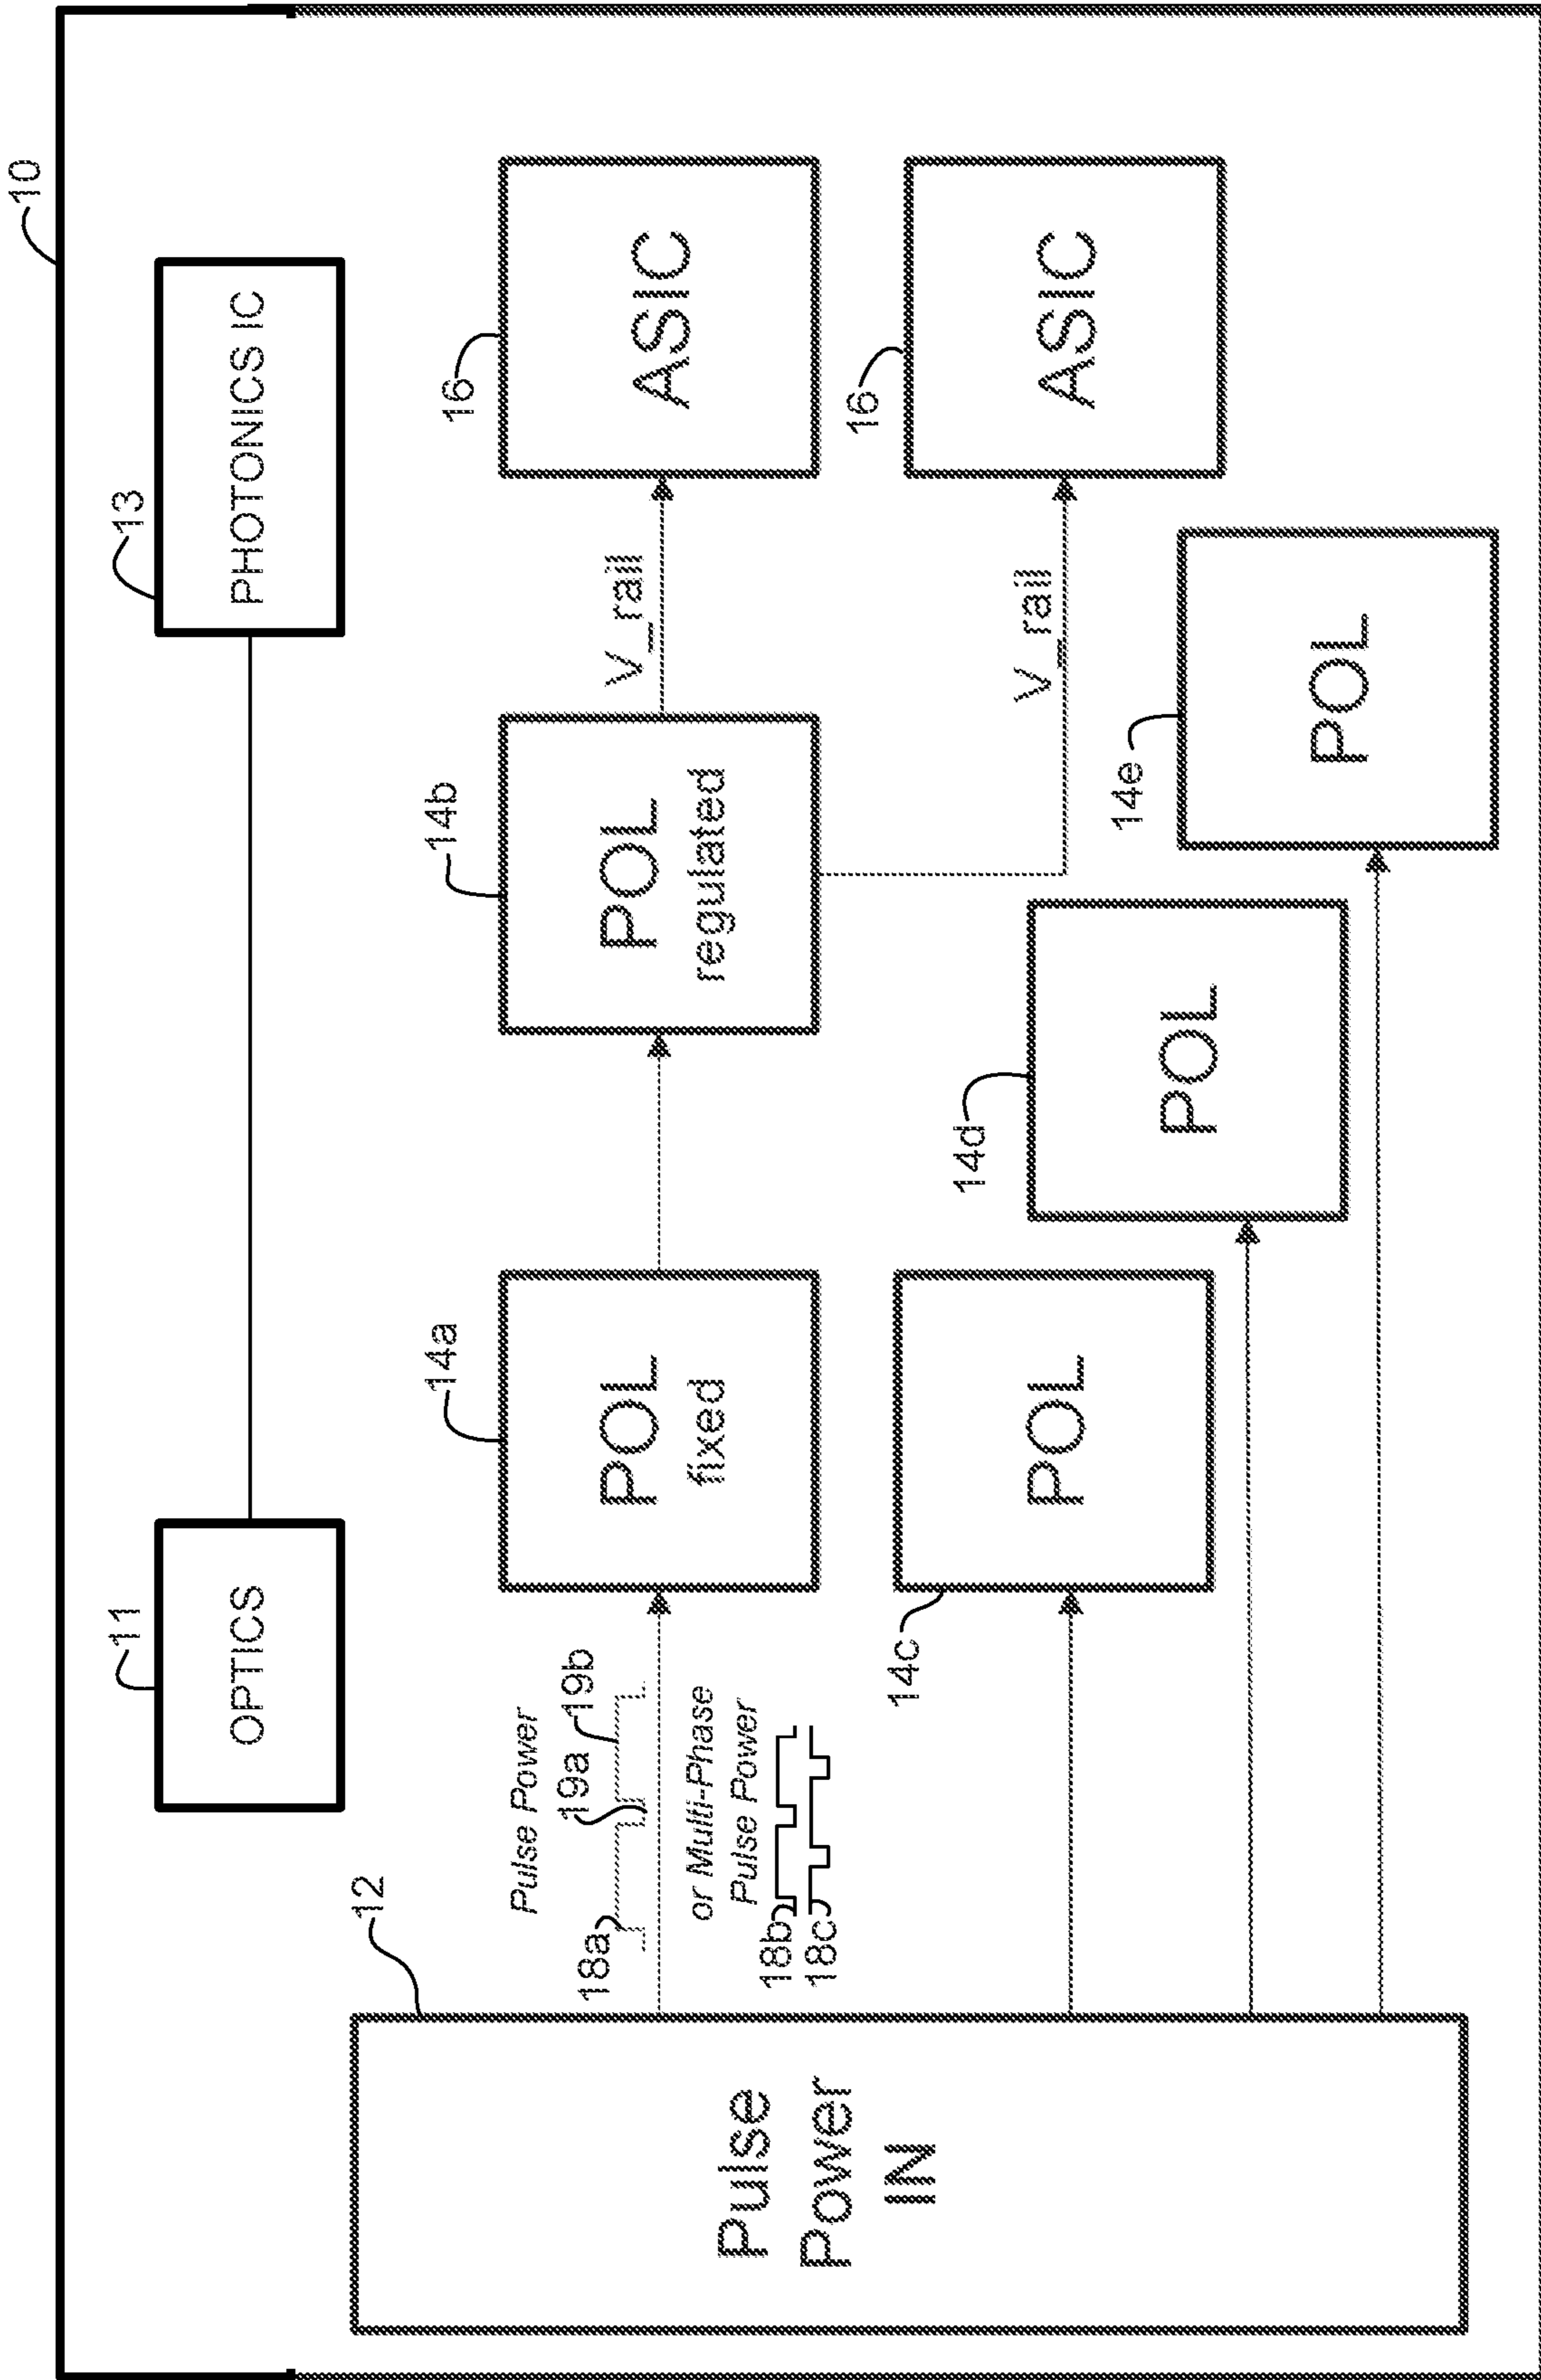 10
11
OPTICS
13
PHOTONICS IC
12
Pulse
Power
IN
Pulse Power
18a
19a
19b
or Multi-Phase
Pulse Power
18b
18c
14a
POL
fixed
14b
POL
regulated
V_rail
16
ASIC
V_rail
16
ASIC
14c
POL
14d
POL
14e
POL